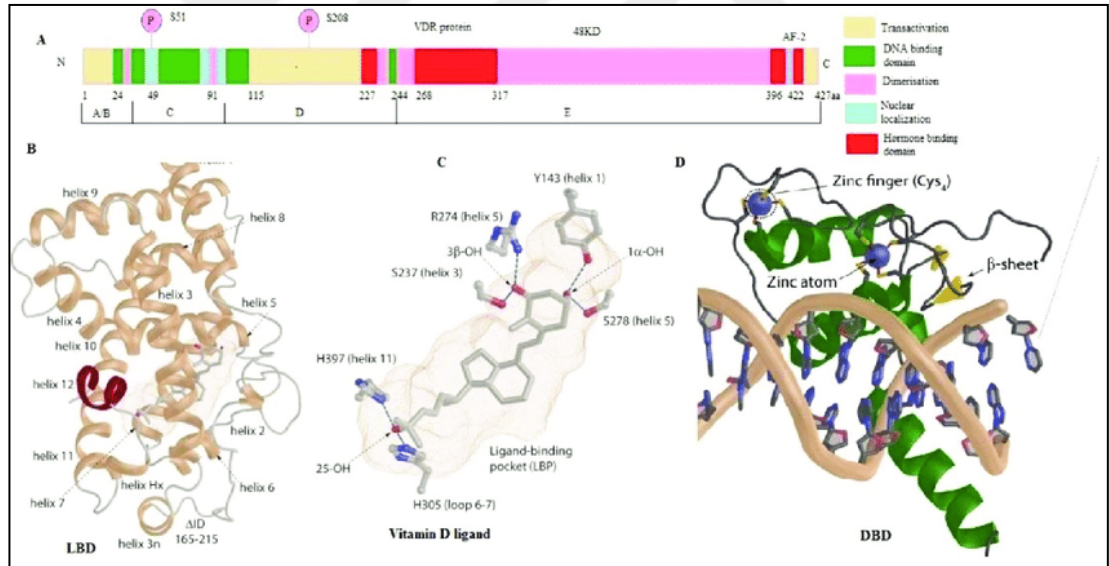 P
S51
P
S208
VDR protein
48KD
AF-2
A
N
C
1
24
49
91
115
227
244
268
317
396
422
427aa
A/B
C
D
E
Transactivation
DNA binding
domain
Dimerisation
Nuclear
localization
Hormone binding
domain
B
helix 9
helix 8
helix 3
helix 5
helix 4
helix 10
helix 12
helix 2
helix 11
helix Hx
helix 6
helix 7
ΔID
165-215
helix 3n
LBD
C
Y143 (helix 1)
R274 (helix 5)
3β-OH
1α-OH
S237 (helix 3)
S278 (helix 5)
H397 (helix 11)
25-OH
Ligand-binding
pocket (LBP)
H305 (loop 6-7)
Vitamin D ligand
D
Zinc finger (Cys4)
Zinc atom
β-sheet
DBD